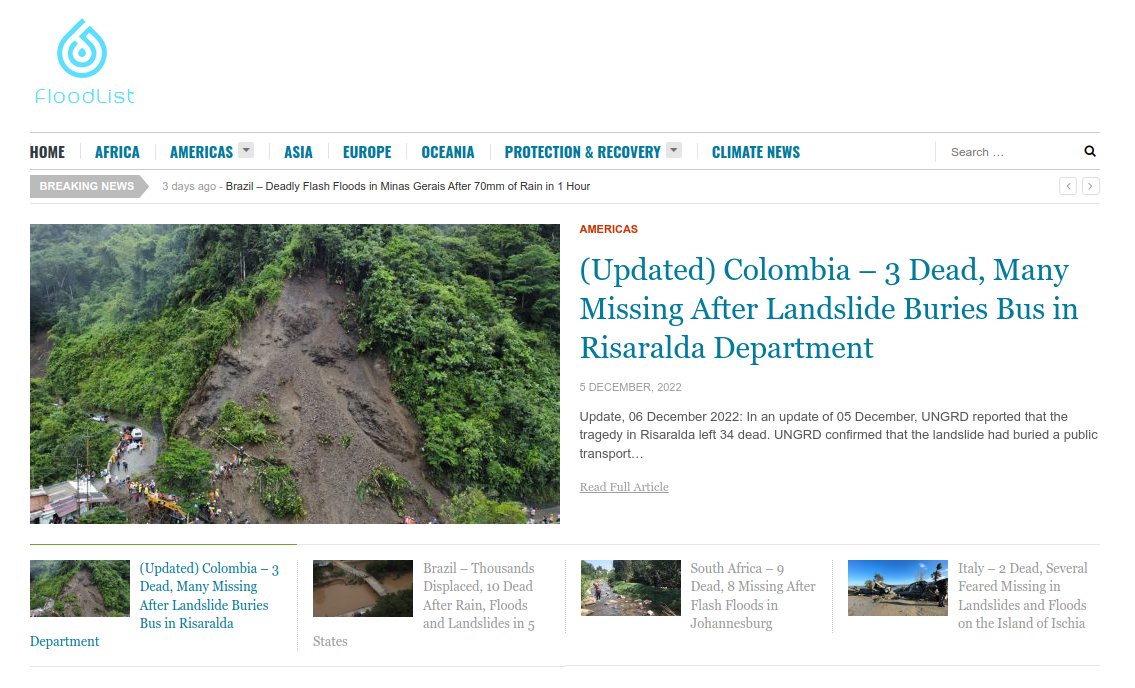 FloodList
HOME
AFRICA
AMERICAS
ASIA
EUROPE
OCEANIA
PROTECTION & RECOVERY
CLIMATE NEWS
Search …
BREAKING NEWS
3 days ago - Brazil – Deadly Flash Floods in Minas Gerais After 70mm of Rain in 1 Hour
AMERICAS
(Updated) Colombia – 3 Dead, Many
Missing After Landslide Buries Bus in
Risaralda Department
5 DECEMBER, 2022
Update, 06 December 2022: In an update of 05 December, UNGRD reported that the
tragedy in Risaralda left 34 dead. UNGRD confirmed that the landslide had buried a public
transport…
Read Full Article
(Updated) Colombia – 3
Dead, Many Missing
After Landslide Buries
Bus in Risaralda
Department
Brazil – Thousands
Displaced, 10 Dead
After Rain, Floods
and Landslides in 5
States
South Africa – 9
Dead, 8 Missing After
Flash Floods in
Johannesburg
Italy – 2 Dead, Several
Feared Missing in
Landslides and Floods
on the Island of Ischia